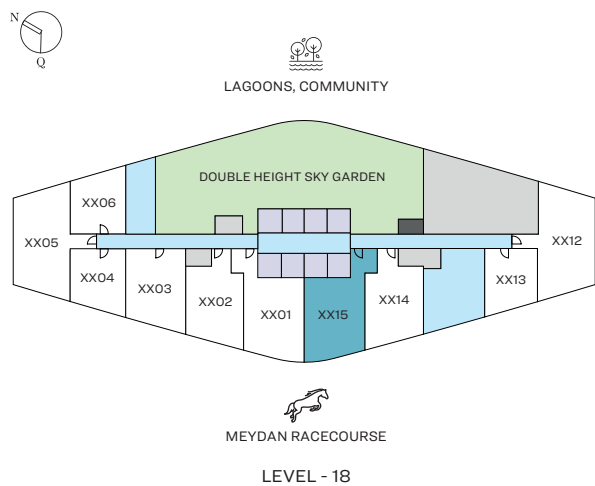 N
Q
LAGOONS, COMMUNITY
DOUBLE HEIGHT SKY GARDEN
XX06
XX05
XX12
XX04
XX03
XX02
XX01
XX15
XX14
XX13
MEYDAN RACECOURSE
LEVEL - 18